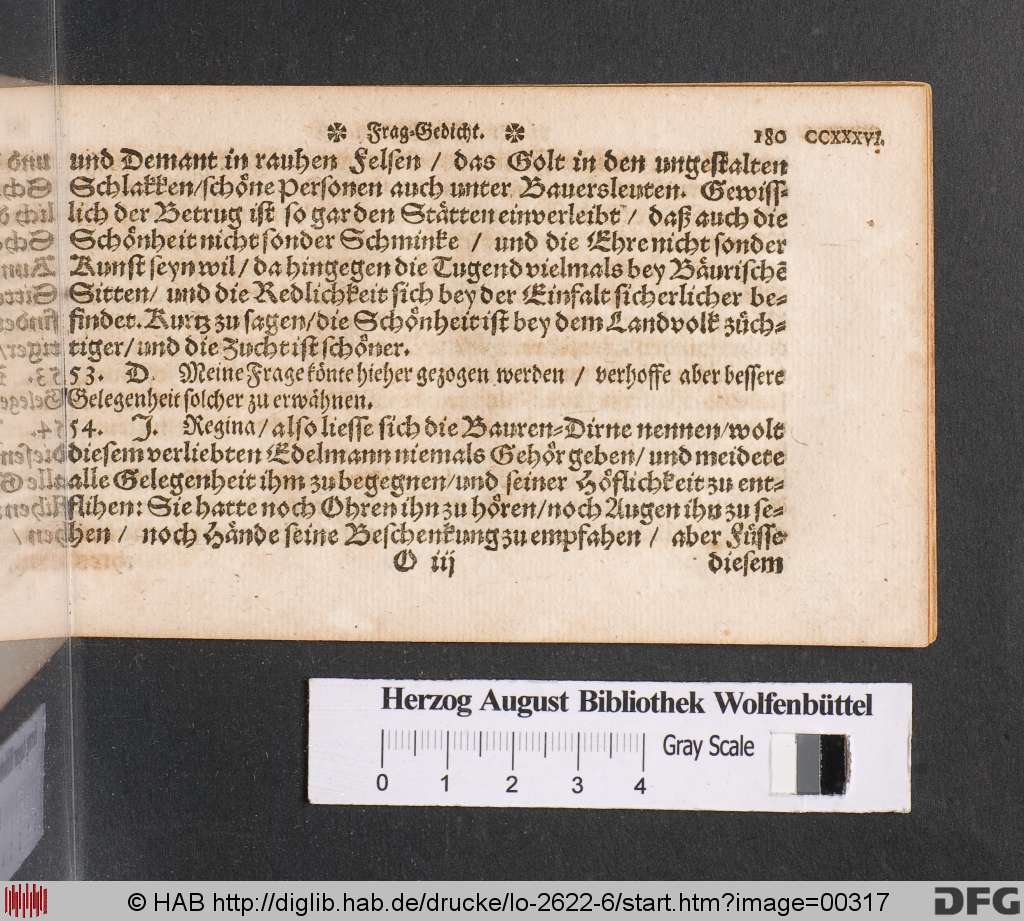 ✠ Frag-Gedicht. ✠ 180 CCXXXVI.
und Demant in rauhen Felsen / das Golt in den ungestalten
Schlakken/schöne Personen auch unter Bauersleuten. Gewiss-
lich der Betrug ist so gar den Stätten einverleibt / daß auch die
Schönheit nicht sonder Schminke / und die Ehre nicht sonder
Kunst seyn wil/ da hingegen die Tugend vielmals bey Bäurischē
Sitten/ und die Redlichkeit sich bey der Einfalt sicherlicher be-
findet. Kurtz zu sagen/die Schönheit ist bey dem Landvolk züch-
tiger/und die Zucht ist schöner.
53. D. Meine Frage könte hieher gezogen werden / verhoffe aber bessere
Gelegenheit solcher zu erwähnen.
54. J. Regina/ also liesse sich die Bauren-Dirne nennen/wolt
diesem verliebten Edelmann niemals Gehör geben/ und meidete
alle Gelegenheit ihm zu begegnen/und seiner Höflichkeit zu ent-
flihen: Sie hatte noch Ohren ihn zu hören/noch Augen ihn zu se-
hen / noch Hände seine Beschenkung zu empfahen / aber Füsse
O iij diesem
Herzog August Bibliothek Wolfenbüttel
0 1 2 3 4 Gray Scale
© HAB http://diglib.hab.de/drucke/lo-2622-6/start.htm?image=00317
DFG